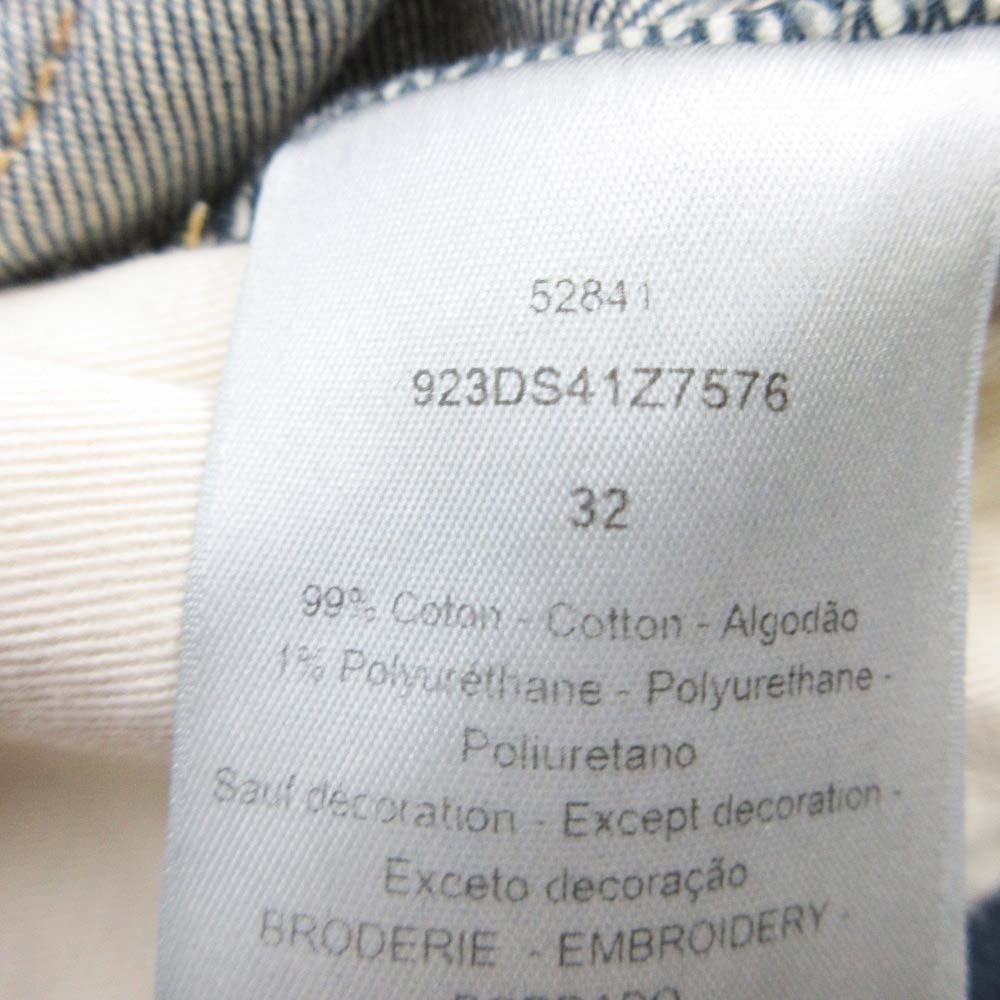 52841
923DS41Z7576
32
99% Coton - Cotton - Algodão
1% Polyuréthane - Polyurethane -
Poliuretano
Sauf decoration - Except decoration -
Exceto decoração
BRODERIE - EMBROIDERY -